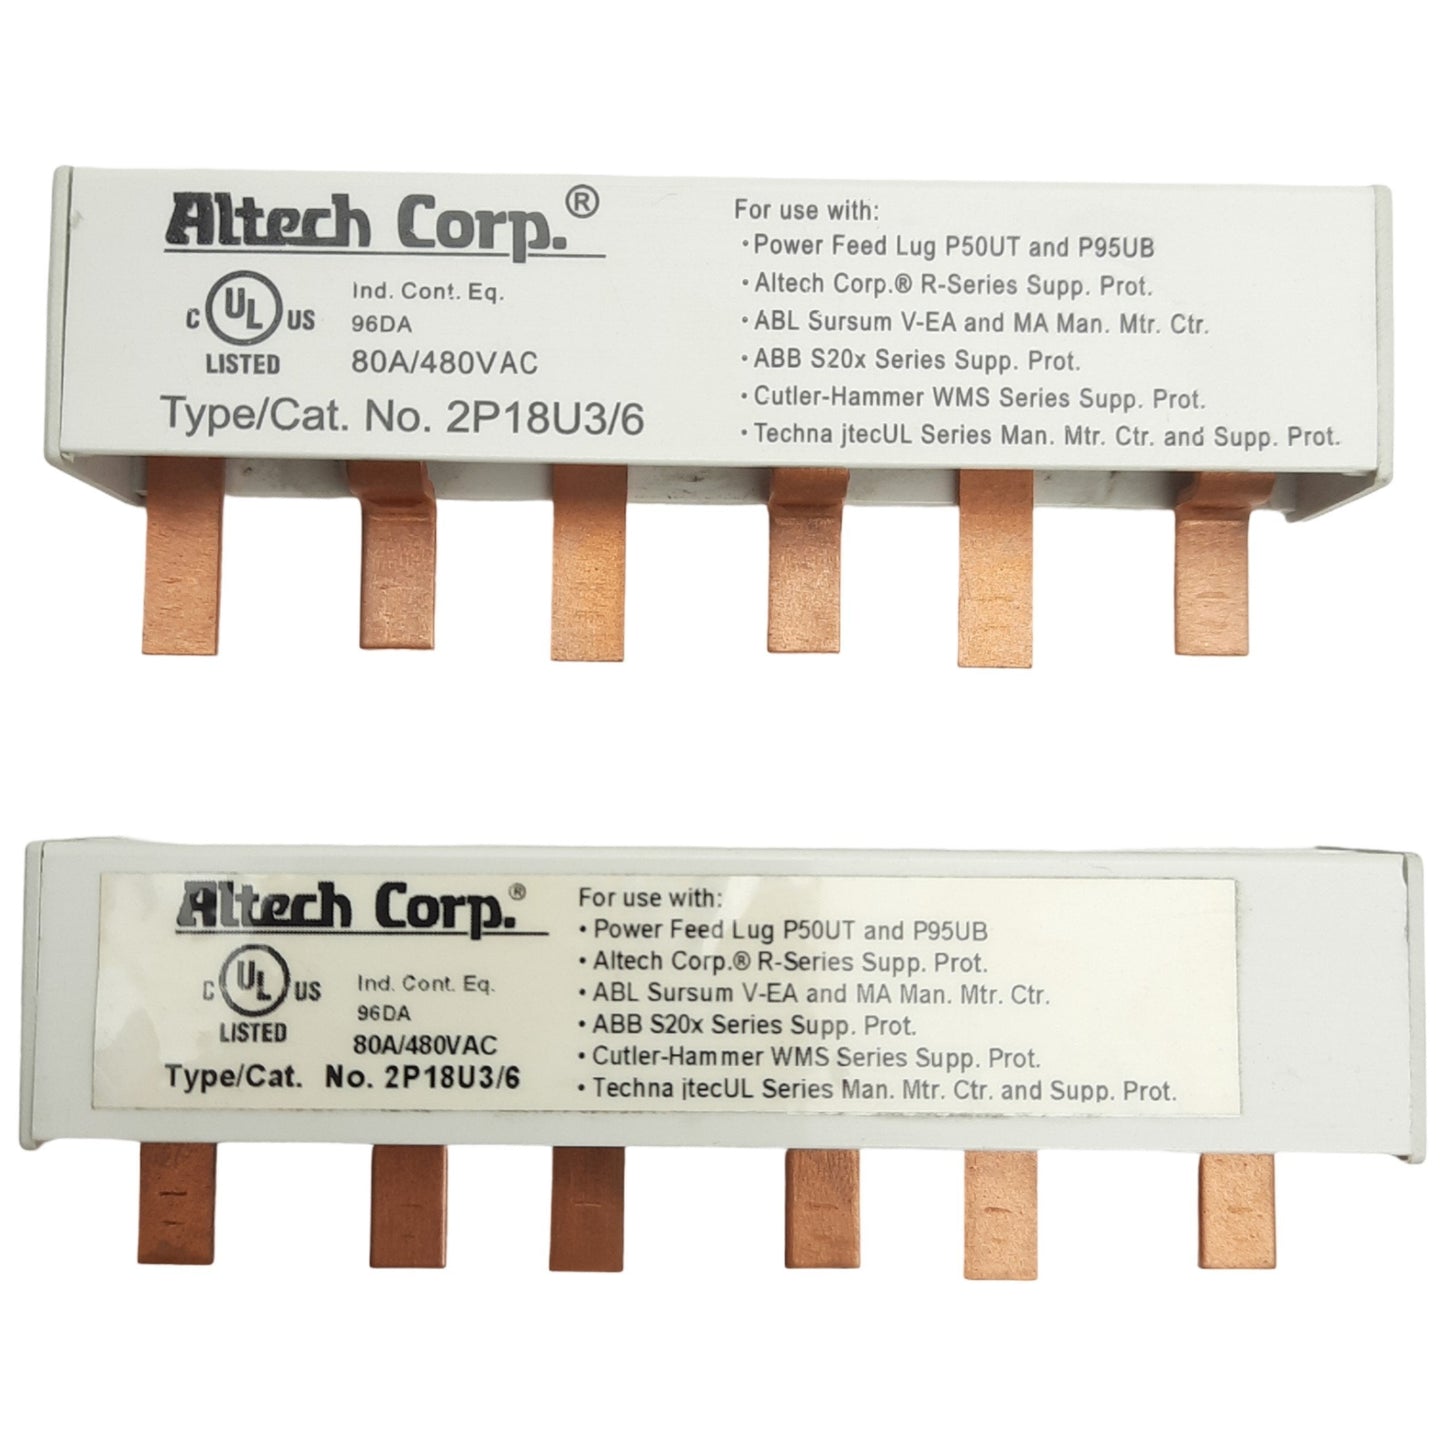 Altech Corp.®
C UL US LISTED
Ind. Cont. Eq.
96DA
80A/480VAC
Type/Cat. No. 2P18U3/6
For use with:
• Power Feed Lug P50UT and P95UB
• Altech Corp.® R-Series Supp. Prot.
• ABL Sursum V-EA and MA Man. Mtr. Ctr.
• ABB S20x Series Supp. Prot.
• Cutler-Hammer WMS Series Supp. Prot.
• Techna jtecUL Series Man. Mtr. Ctr. and Supp. Prot.
Altech Corp.®
C UL US LISTED
Ind. Cont. Eq.
96DA
80A/480VAC
Type/Cat. No. 2P18U3/6
For use with:
• Power Feed Lug P50UT and P95UB
• Altech Corp.® R-Series Supp. Prot.
• ABL Sursum V-EA and MA Man. Mtr. Ctr.
• ABB S20x Series Supp. Prot.
• Cutler-Hammer WMS Series Supp. Prot.
• Techna jtecUL Series Man. Mtr. Ctr. and Supp. Prot.